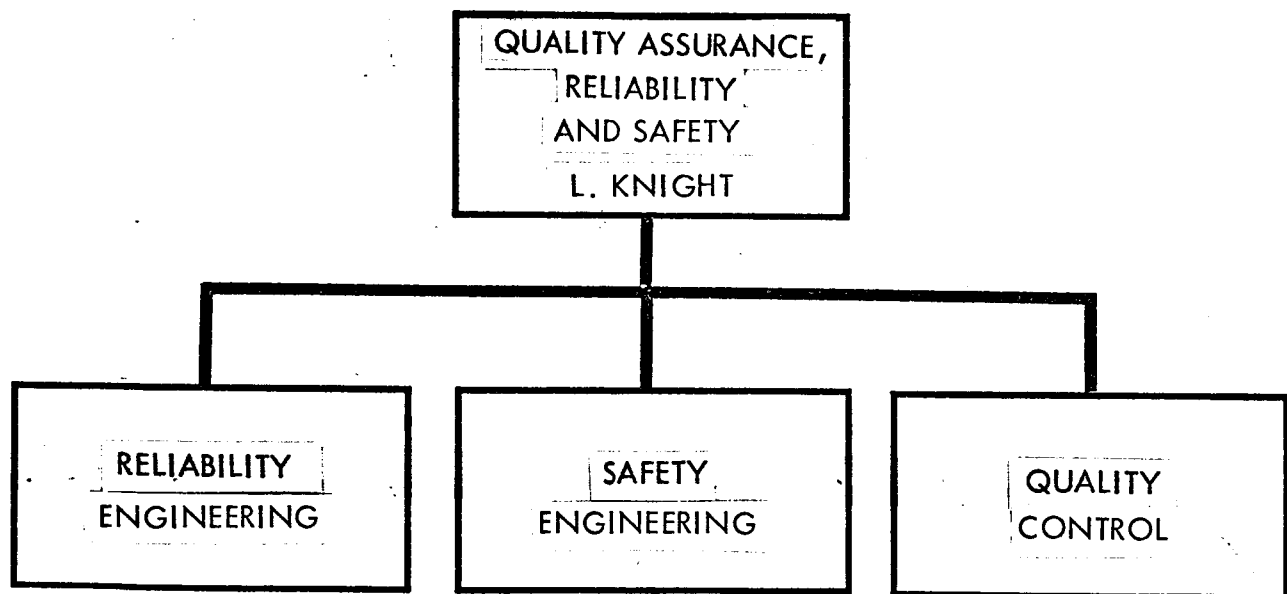 QUALITY ASSURANCE,
RELIABILITY
AND SAFETY
L. KNIGHT
RELIABILITY
ENGINEERING
SAFETY
ENGINEERING
QUALITY
CONTROL